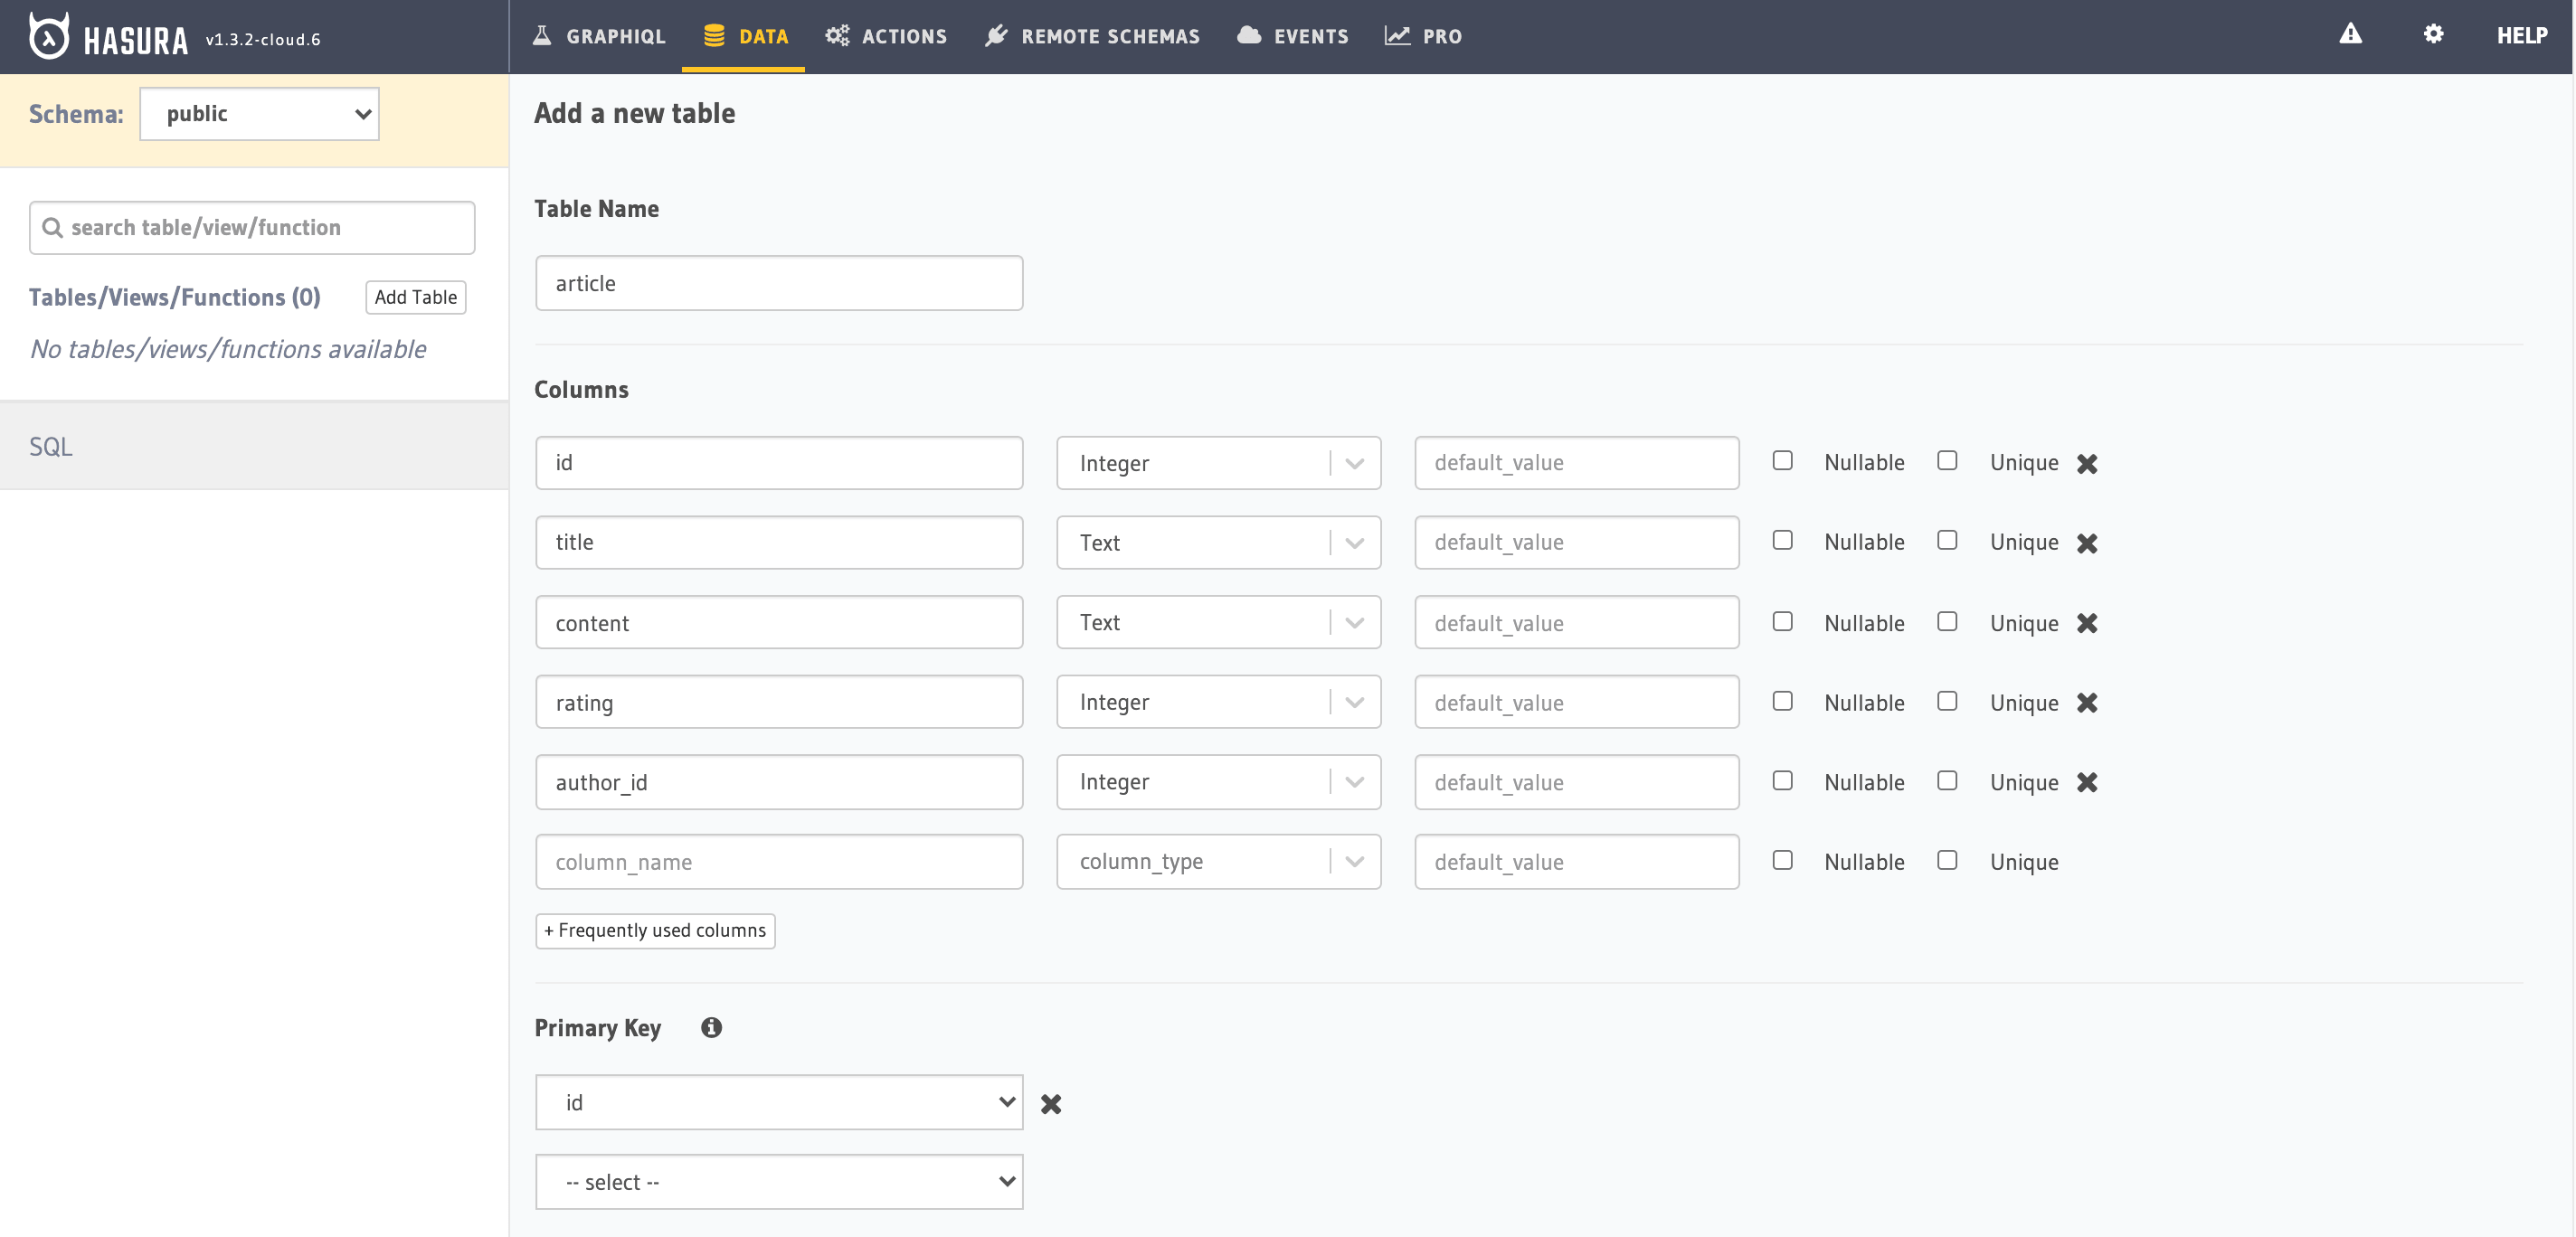 HASURA v1.3.2-cloud.6
GRAPHIQL DATA ACTIONS REMOTE SCHEMAS EVENTS PRO HELP
Schema: public
search table/view/function
Tables/Views/Functions (0) Add Table
No tables/views/functions available
SQL
Add a new table
Table Name
article
Columns
id Integer default_value Nullable Unique
title Text default_value Nullable Unique
content Text default_value Nullable Unique
rating Integer default_value Nullable Unique
author_id Integer default_value Nullable Unique
column_name column_type default_value Nullable Unique
+ Frequently used columns
Primary Key
id
-- select --